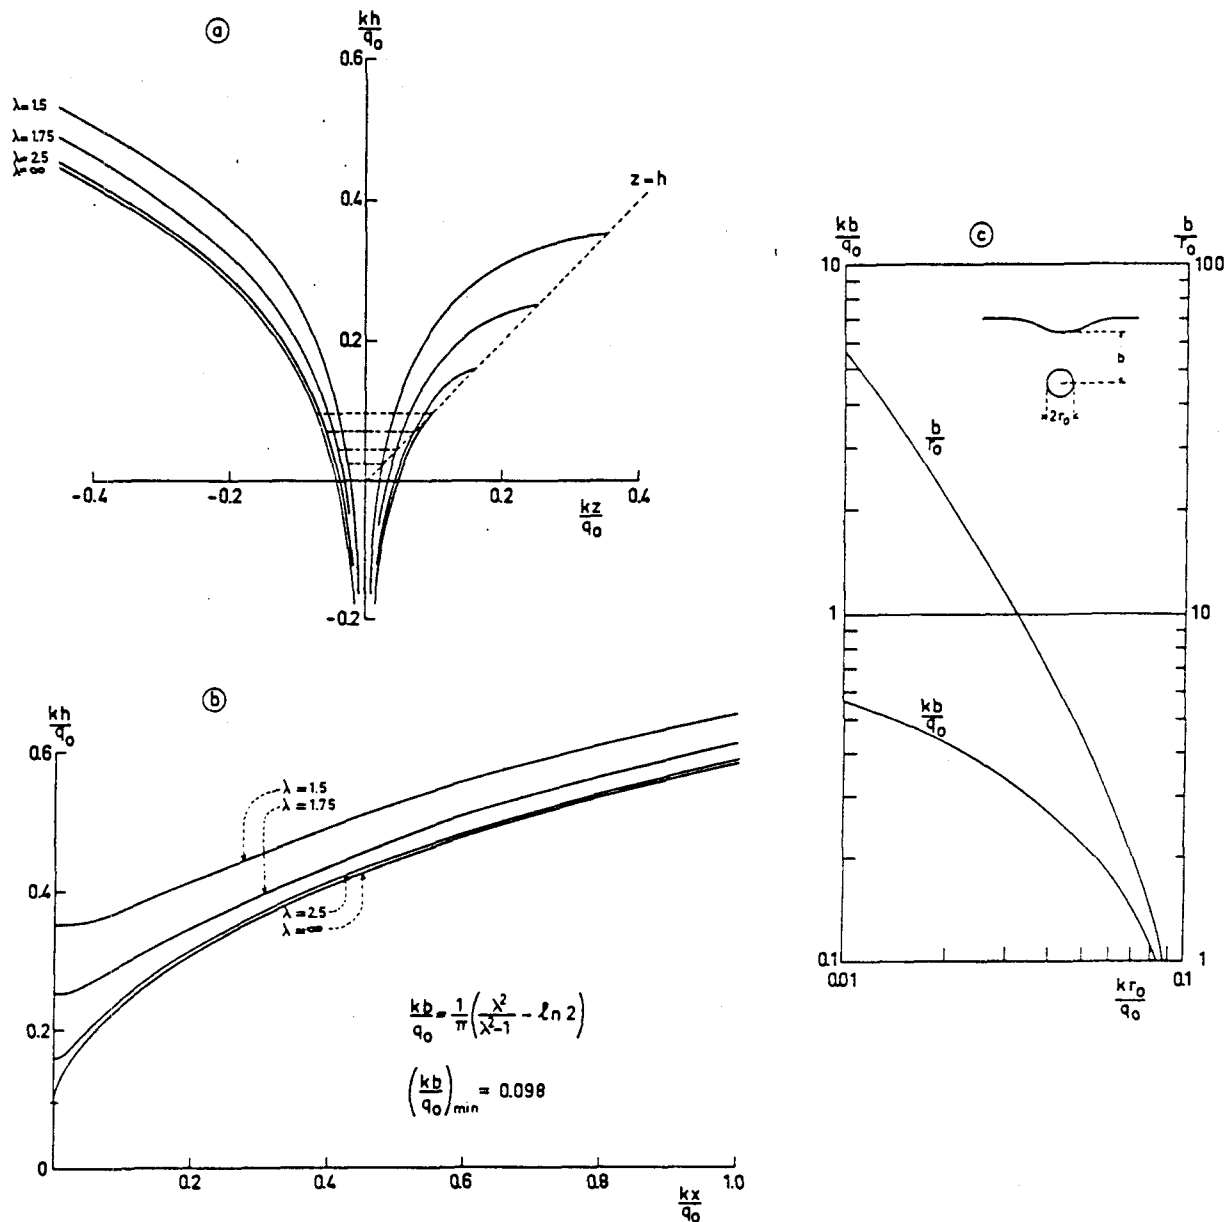 a
kh
q₀
0.6
λ=1.5
λ=1.75
λ=2.5
λ=∞
0.4
z=h
0.2
-0.4
-0.2
0.2
0.4
kz
q₀
-0.2
c
kb
q₀
b
r₀
10
100
b
2r₀
b
r₀
1
10
kb
q₀
0.1
1
0.01
0.1
kr₀
q₀
b
kh
q₀
0.6
λ=1.5
λ=1.75
0.4
λ=2.5
λ=∞
0.2
kb/q₀ = 1/π (λ²/(λ²-1) - ln 2)
(kb/q₀)min = 0.098
0
0.2
0.4
0.6
0.8
1.0
kx
q₀